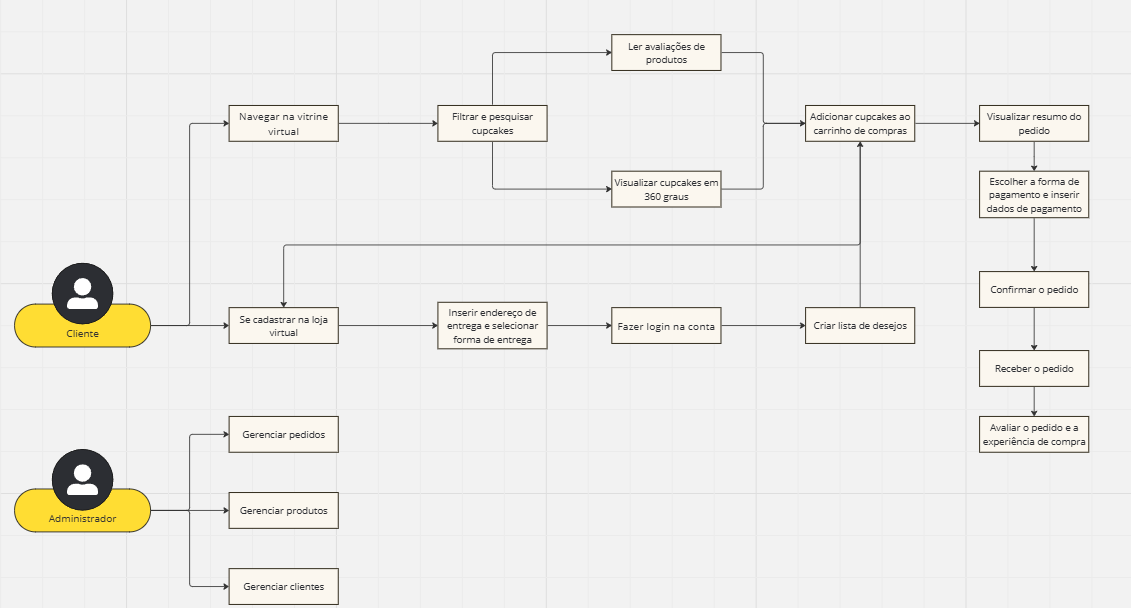 Ler avaliações de
produtos
Navegar na vitrine
virtual
Filtrar e pesquisar
cupcakes
Adicionar cupcakes ao
carrinho de compras
Visualizar resumo do
pedido
Visualizar cupcakes em
360 graus
Escolher a forma de
pagamento e inserir
dados de pagamento
Confirmar o pedido
Cliente
Se cadastrar na loja
virtual
Inserir endereço de
entrega e selecionar
forma de entrega
Fazer login na conta
Criar lista de desejos
Receber o pedido
Avaliar o pedido e a
experiência de compra
Gerenciar pedidos
Administrador
Gerenciar produtos
Gerenciar clientes